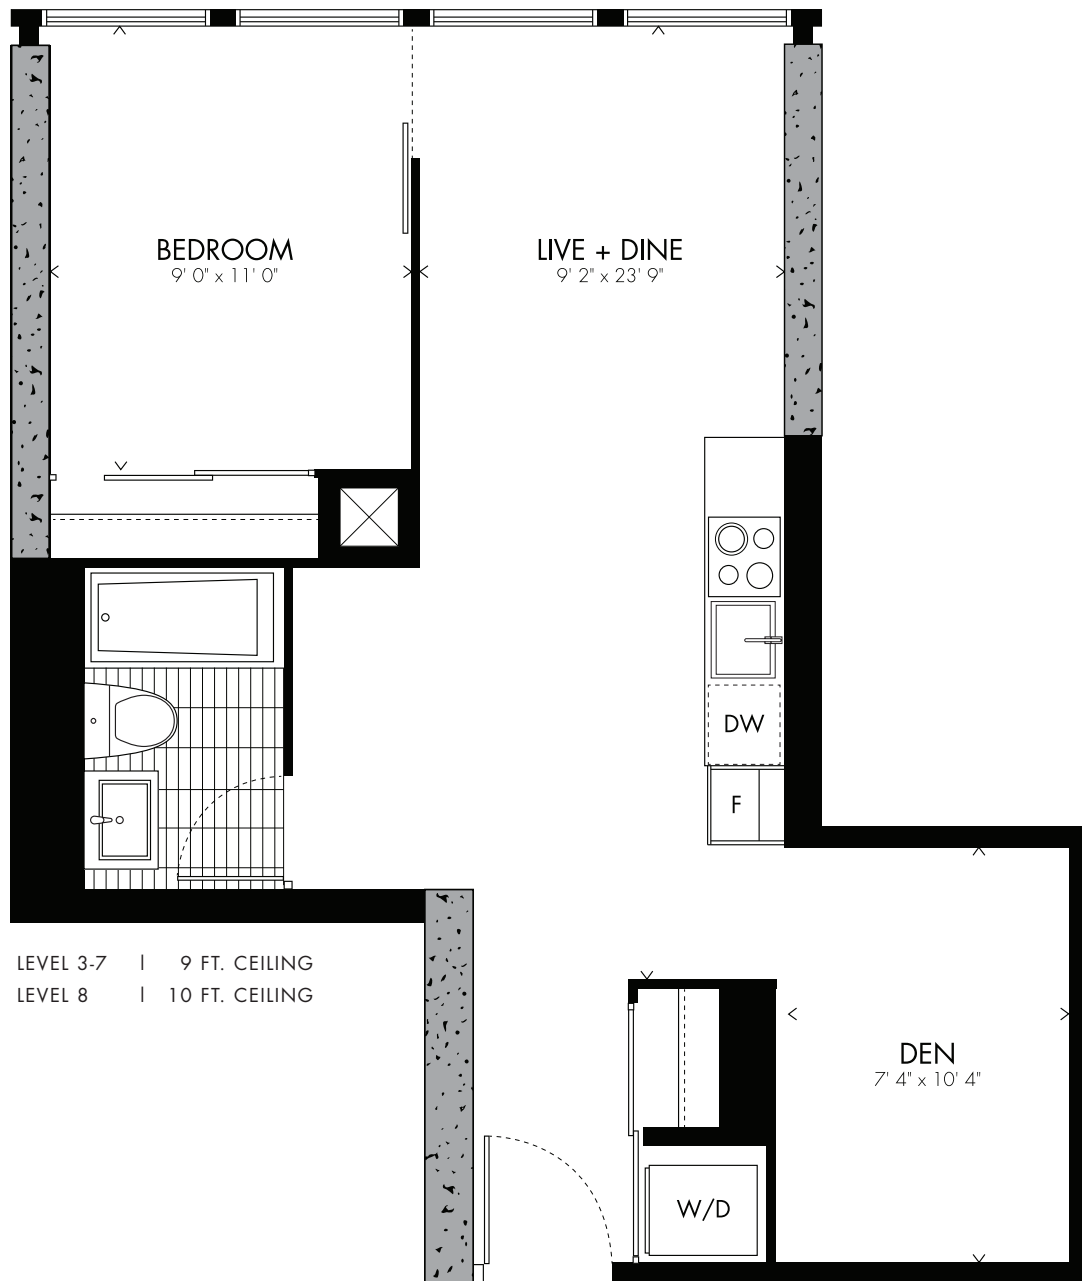 BEDROOM
9' 0" x 11' 0"
LIVE + DINE
9' 2" x 23' 9"
DW
F
LEVEL 3-7 | 9 FT. CEILING
LEVEL 8 | 10 FT. CEILING
DEN
7' 4" x 10' 4"
W/D